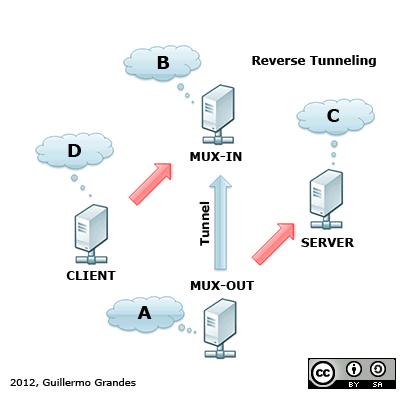 B
Reverse Tunneling
C
D
MUX-IN
Tunnel
SERVER
CLIENT
MUX-OUT
A
2012, Guillermo Grandes
cc
BY SA